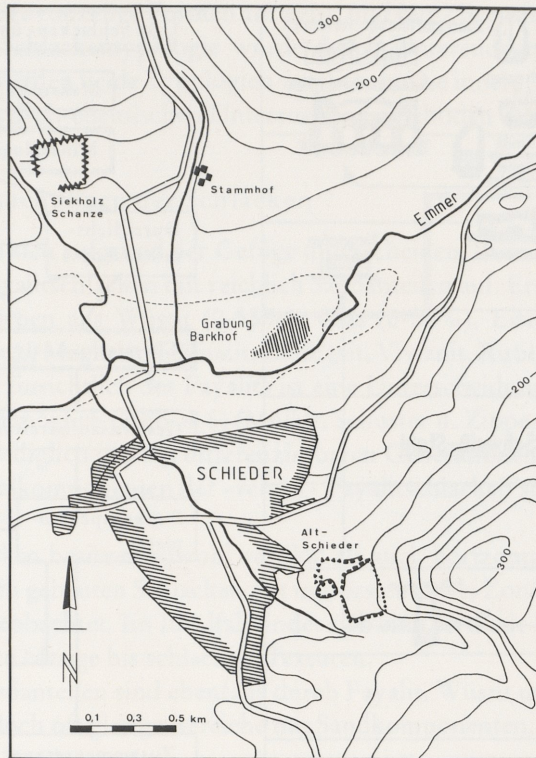 300
200
Siekholz
Schanze
Stammhof
Emmer
Grabung
Barkhof
200
SCHIEDER
Alt-
Schieder
300
N
0,1 0,3 0.5 km